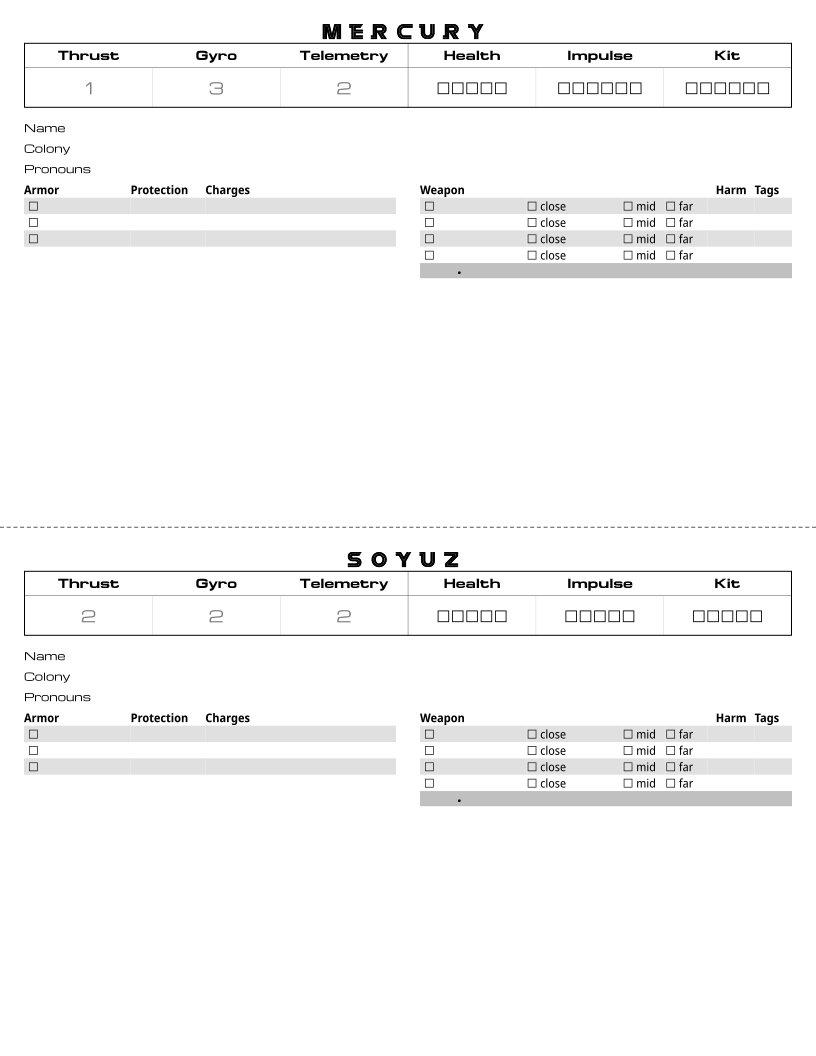 MERCURY
Thrust Gyro Telemetry Health Impulse Kit
1 3 2 □□□□□ □□□□□□ □□□□□□
Name
Colony
Pronouns
Armor Protection Charges
□
□
□
Weapon Harm Tags
□ □ close □ mid □ far
□ □ close □ mid □ far
□ □ close □ mid □ far
□ □ close □ mid □ far
•
SOYUZ
Thrust Gyro Telemetry Health Impulse Kit
2 2 2 □□□□□ □□□□□ □□□□□
Name
Colony
Pronouns
Armor Protection Charges
□
□
□
Weapon Harm Tags
□ □ close □ mid □ far
□ □ close □ mid □ far
□ □ close □ mid □ far
□ □ close □ mid □ far
•